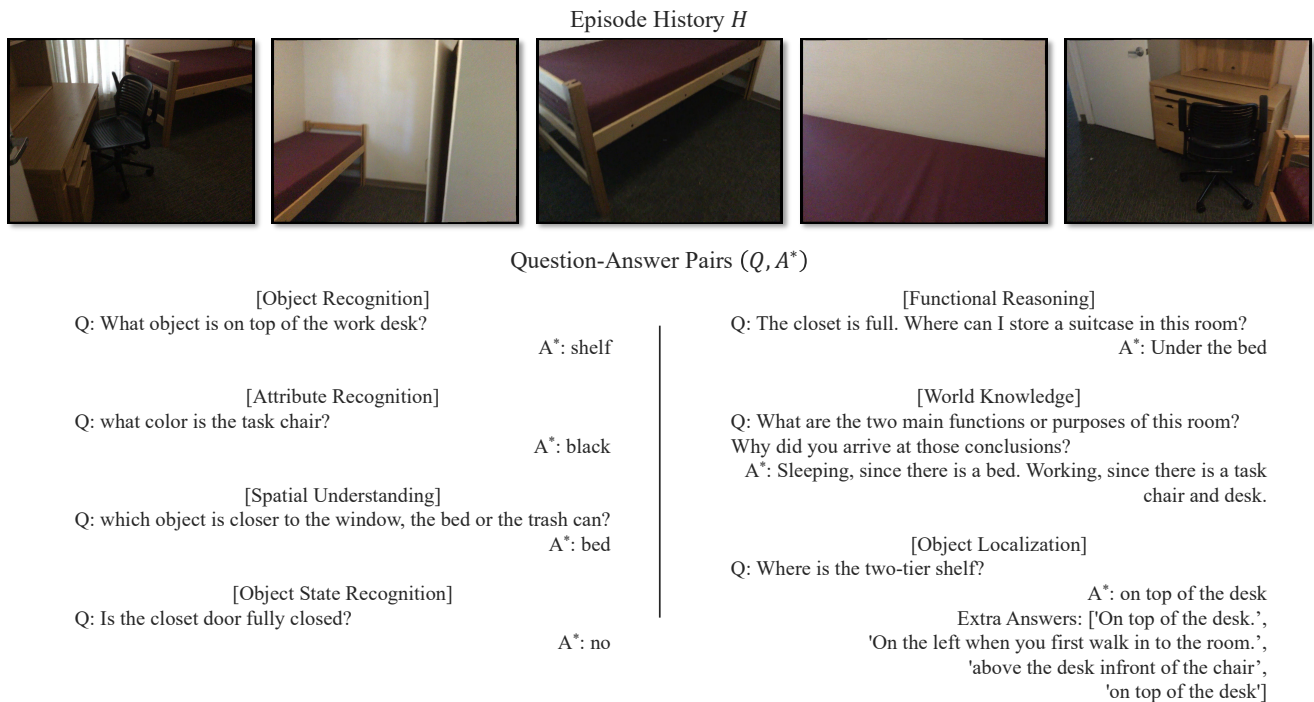 Episode History H
Question-Answer Pairs (Q, A*)
[Object Recognition]
Q: What object is on top of the work desk?
A*: shelf
[Attribute Recognition]
Q: what color is the task chair?
A*: black
[Spatial Understanding]
Q: which object is closer to the window, the bed or the trash can?
A*: bed
[Object State Recognition]
Q: Is the closet door fully closed?
A*: no
[Functional Reasoning]
Q: The closet is full. Where can I store a suitcase in this room?
A*: Under the bed
[World Knowledge]
Q: What are the two main functions or purposes of this room?
Why did you arrive at those conclusions?
A*: Sleeping, since there is a bed. Working, since there is a task
chair and desk.
[Object Localization]
Q: Where is the two-tier shelf?
A*: on top of the desk
Extra Answers: ['On top of the desk.’,
'On the left when you first walk in to the room.’,
'above the desk infront of the chair’,
'on top of the desk']